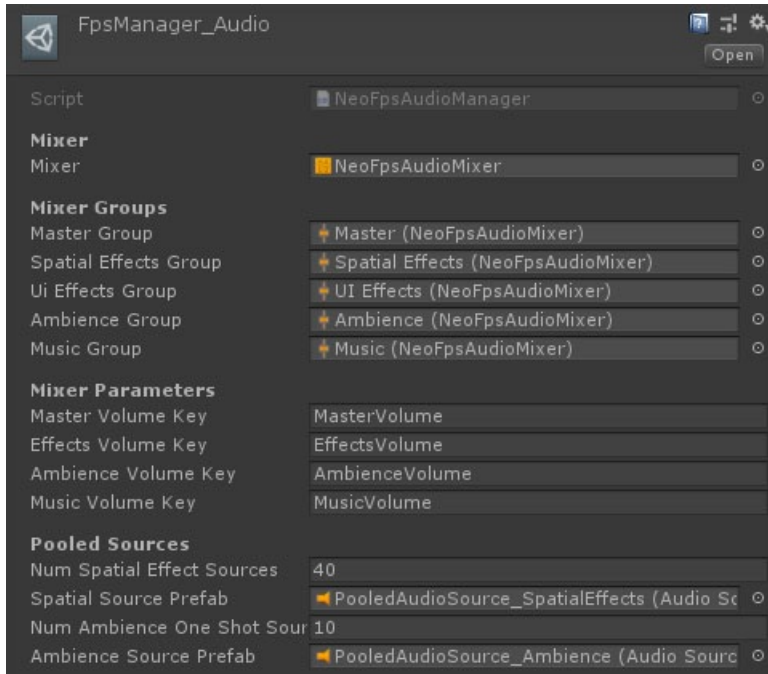 FpsManager_Audio
Open
Script NeoFpsAudioManager
Mixer
Mixer NeoFpsAudioMixer
Mixer Groups
Master Group Master (NeoFpsAudioMixer)
Spatial Effects Group Spatial Effects (NeoFpsAudioMixer)
Ui Effects Group UI Effects (NeoFpsAudioMixer)
Ambience Group Ambience (NeoFpsAudioMixer)
Music Group Music (NeoFpsAudioMixer)
Mixer Parameters
Master Volume Key MasterVolume
Effects Volume Key EffectsVolume
Ambience Volume Key AmbienceVolume
Music Volume Key MusicVolume
Pooled Sources
Num Spatial Effect Sources 40
Spatial Source Prefab PooledAudioSource_SpatialEffects (Audio Sc
Num Ambience One Shot Sour 10
Ambience Source Prefab PooledAudioSource_Ambience (Audio Sourc